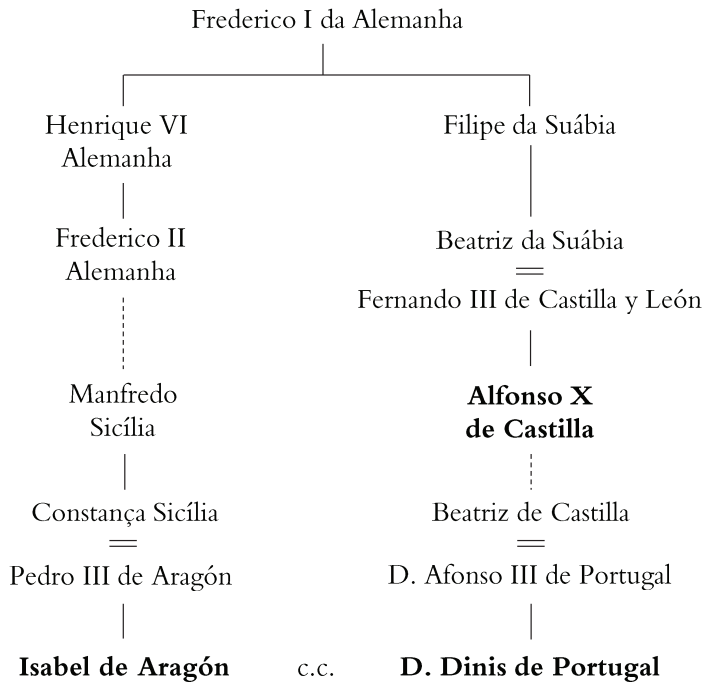 Frederico I da Alemanha
Henrique VI
Alemanha
Filipe da Suábia
Frederico II
Alemanha
Beatriz da Suábia
Fernando III de Castilla y León
Manfredo
Sicília
Alfonso X
de Castilla
Constança Sicília
Beatriz de Castilla
Pedro III de Aragón
D. Afonso III de Portugal
Isabel de Aragón c.c. D. Dinis de Portugal